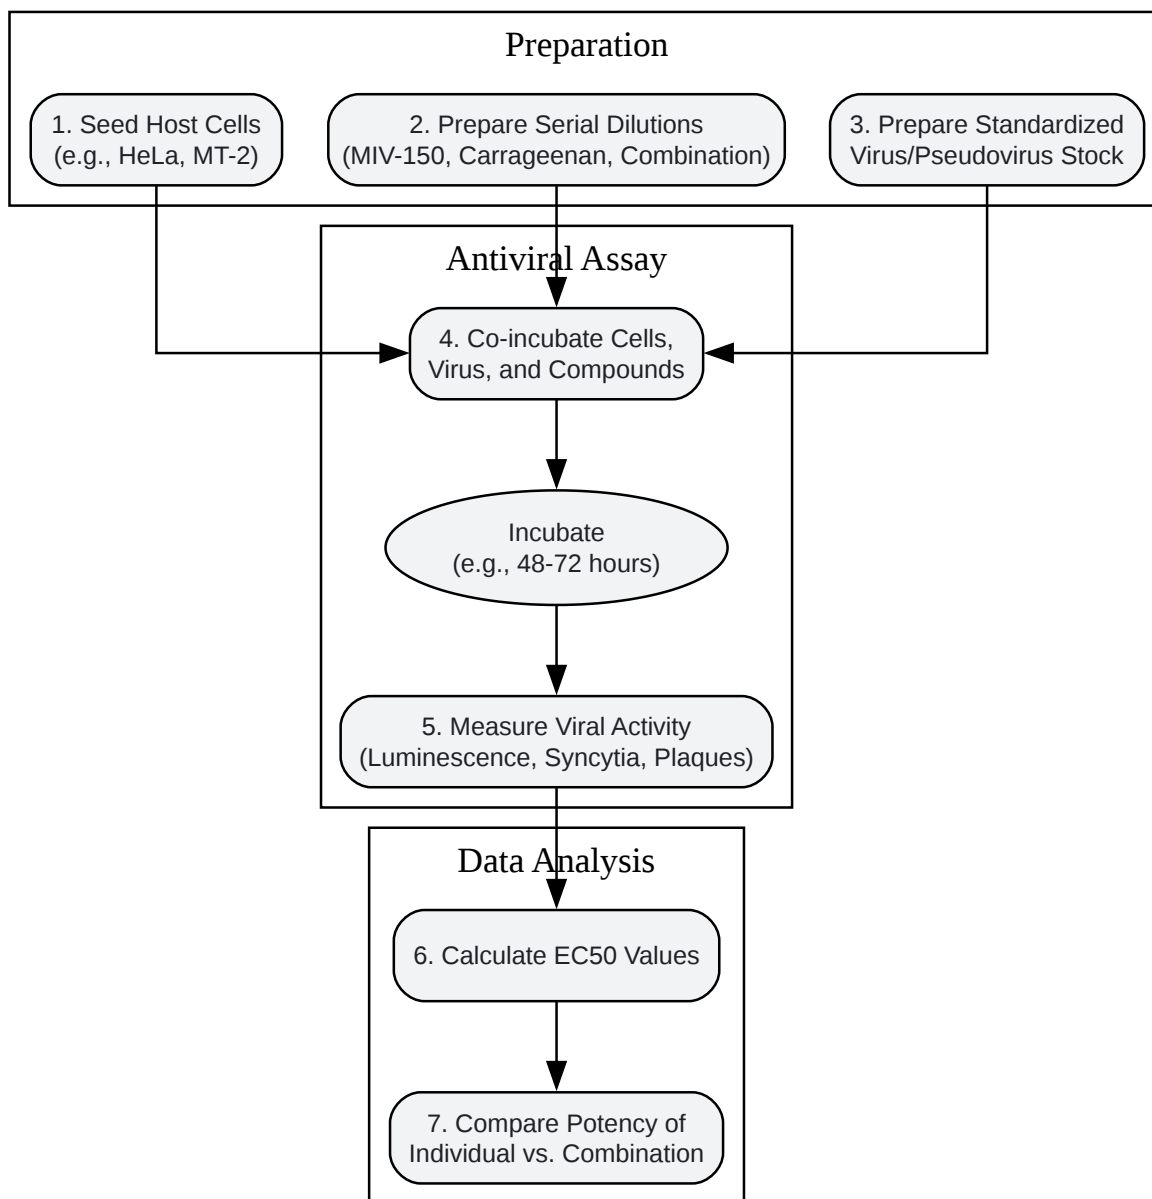 Preparation
1. Seed Host Cells
(e.g., HeLa, MT-2)
2. Prepare Serial Dilutions
(MIV-150, Carrageenan, Combination)
3. Prepare Standardized
Virus/Pseudovirus Stock
Antiviral Assay
4. Co-incubate Cells,
Virus, and Compounds
Incubate
(e.g., 48-72 hours)
5. Measure Viral Activity
(Luminescence, Syncytia, Plaques)
Data Analysis
6. Calculate EC50 Values
7. Compare Potency of
Individual vs. Combination